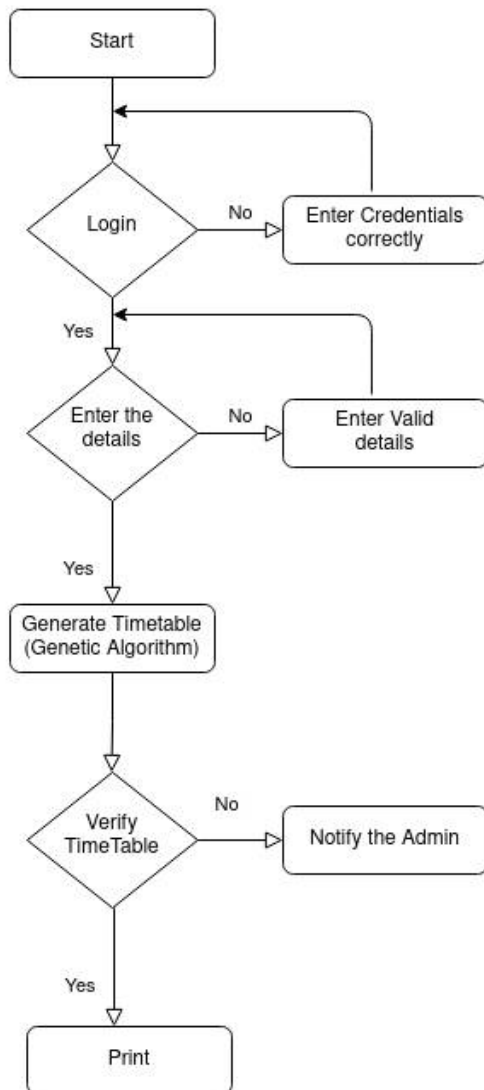 Start
Login
No
Enter Credentials
correctly
Yes
Enter the
details
No
Enter Valid
details
Yes
Generate Timetable
(Genetic Algorithm)
Verify
TimeTable
No
Notify the Admin
Yes
Print